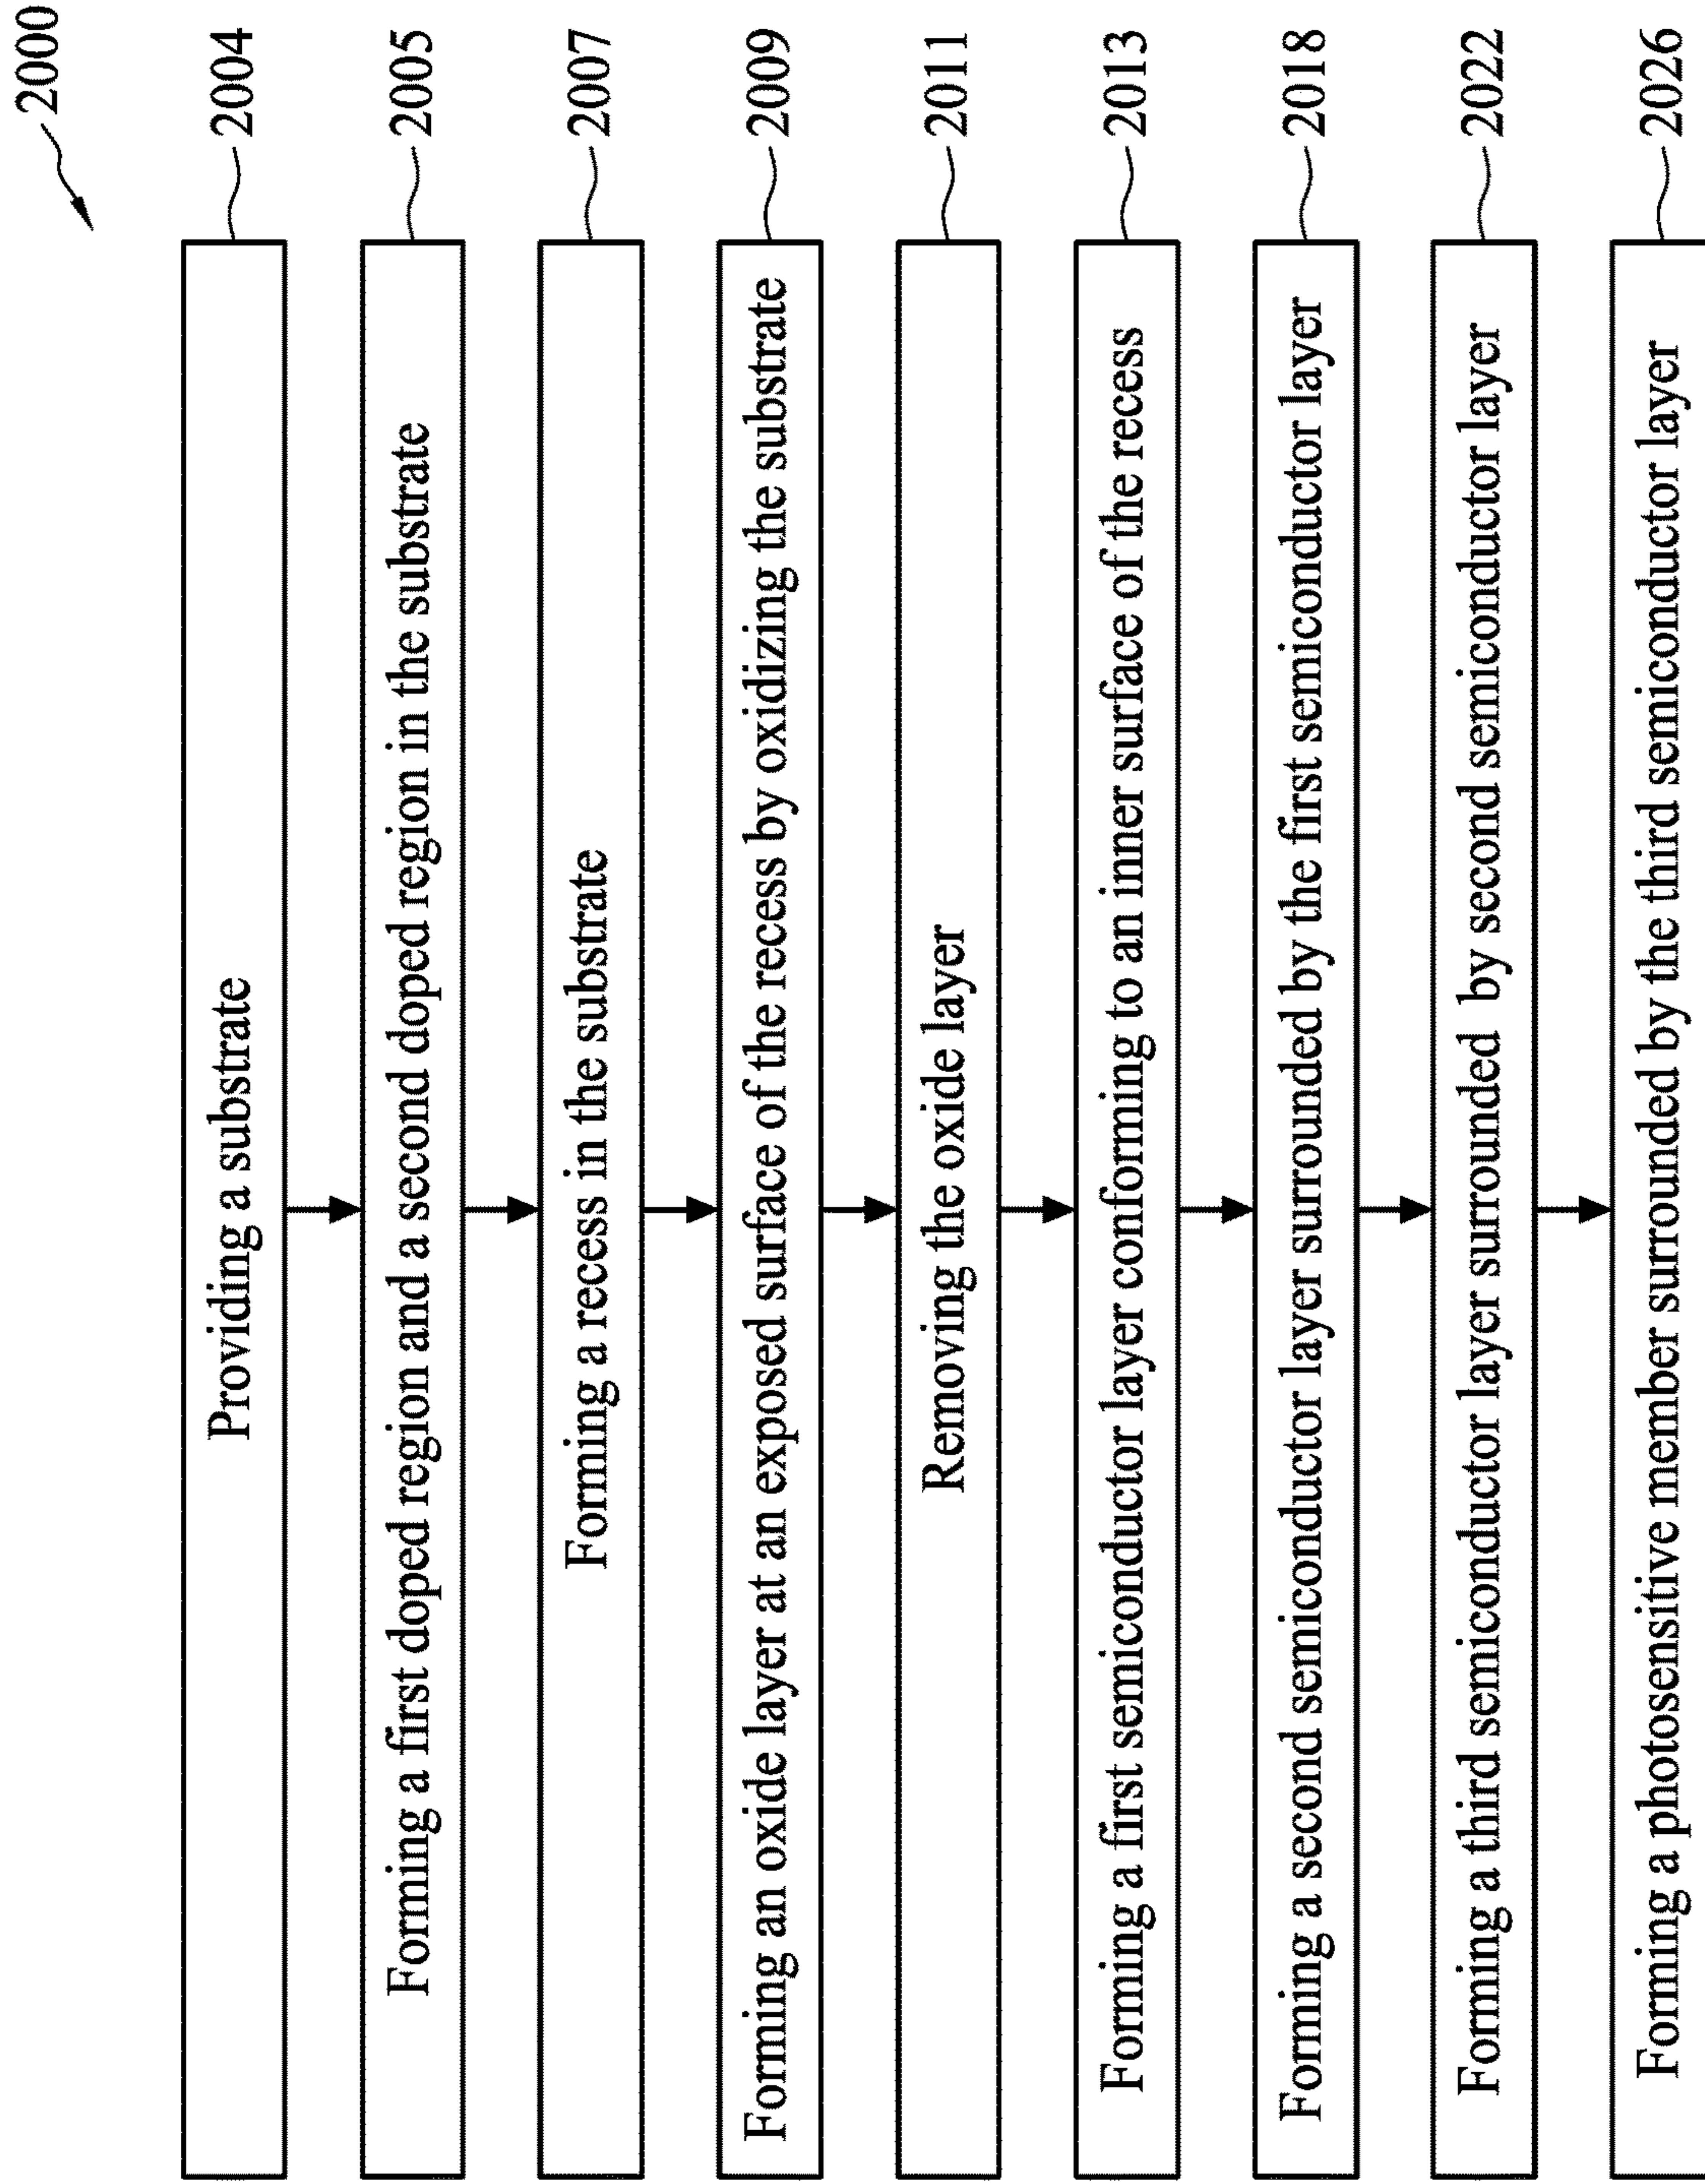 2000
Providing a substrate 2004
Forming a first doped region and a second doped region in the substrate 2005
Forming a recess in the substrate 2007
Forming an oxide layer at an exposed surface of the recess by oxidizing the substrate 2009
Removing the oxide layer 2011
Forming a first semiconductor layer conforming to an inner surface of the recess 2013
Forming a second semiconductor layer surrounded by the first semiconductor layer 2018
Forming a third semiconductor layer surrounded by second semiconductor layer 2022
Forming a photosensitive member surrounded by the third semiconductor layer 2026